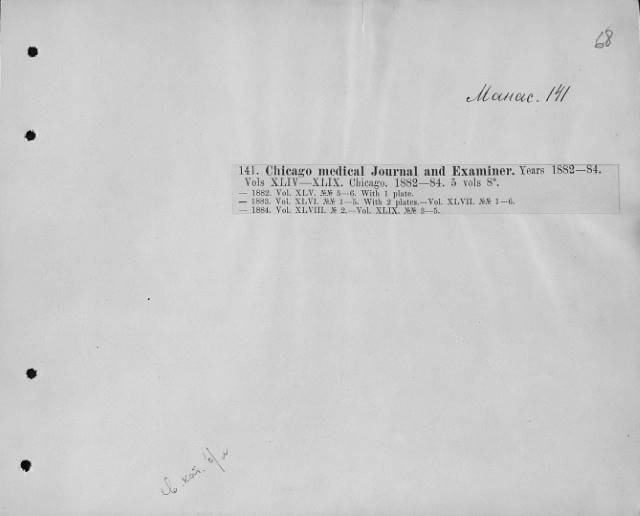 68
Манас. 141
141. Chicago medical Journal and Examiner. Years 1882—84.
Vols XLIV—XLIX. Chicago. 1882—84. 5 vols 8°.
— 1882. Vol. XLV. №№ 5—6. With 1 plate.
— 1883. Vol. XLVI. №№ 1—5. With 2 plates.—Vol. XLVII. №№ 1—6.
— 1884. Vol. XLVIII. № 2.—Vol. XLIX. №№ 3—5.